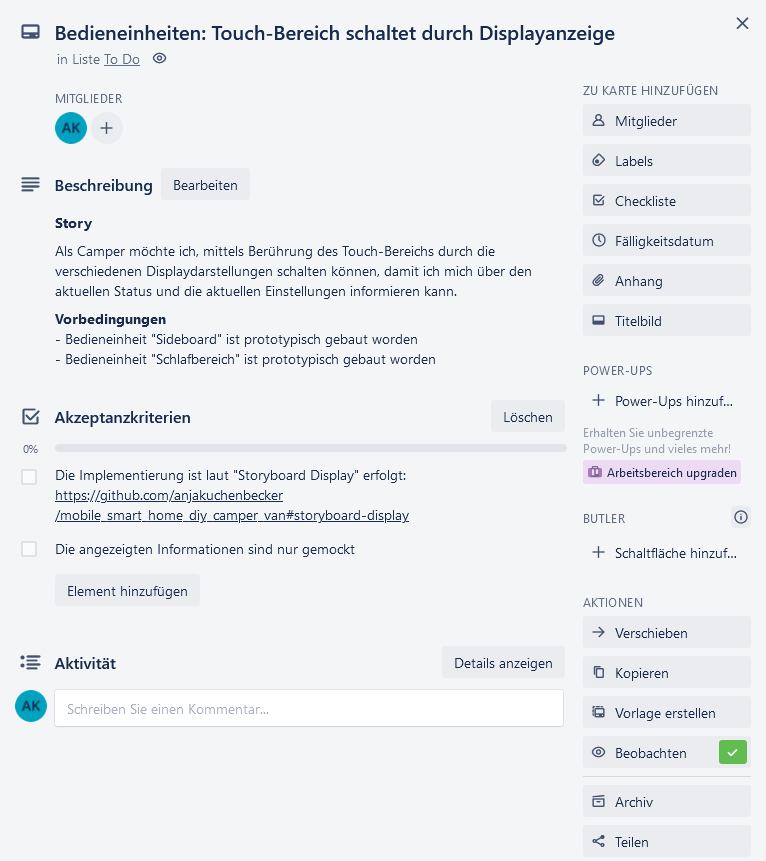 Bedieneinheiten: Touch-Bereich schaltet durch Displayanzeige
in Liste To Do
MITGLIEDER
AK
Beschreibung
Bearbeiten
Story
Als Camper möchte ich, mittels Berührung des Touch-Bereichs durch die
verschiedenen Displaydarstellungen schalten können, damit ich mich über den
aktuellen Status und die aktuellen Einstellungen informieren kann.
Vorbedingungen
- Bedieneinheit "Sideboard" ist prototypisch gebaut worden
- Bedieneinheit "Schlafbereich" ist prototypisch gebaut worden
Akzeptanzkriterien
Löschen
0%
Die Implementierung ist laut "Storyboard Display" erfolgt:
https://github.com/anjakuchenbecker
/mobile_smart_home_diy_camper_van#storyboard-display
Die angezeigten Informationen sind nur gemockt
Element hinzufügen
Aktivität
Details anzeigen
AK
Schreiben Sie einen Kommentar...
ZU KARTE HINZUFÜGEN
Mitglieder
Labels
Checkliste
Fälligkeitsdatum
Anhang
Titelbild
POWER-UPS
Power-Ups hinzuf...
Erhalten Sie unbegrenzte
Power-Ups und vieles mehr!
Arbeitsbereich upgraden
BUTLER
Schaltfläche hinzuf...
AKTIONEN
Verschieben
Kopieren
Vorlage erstellen
Beobachten
Archiv
Teilen